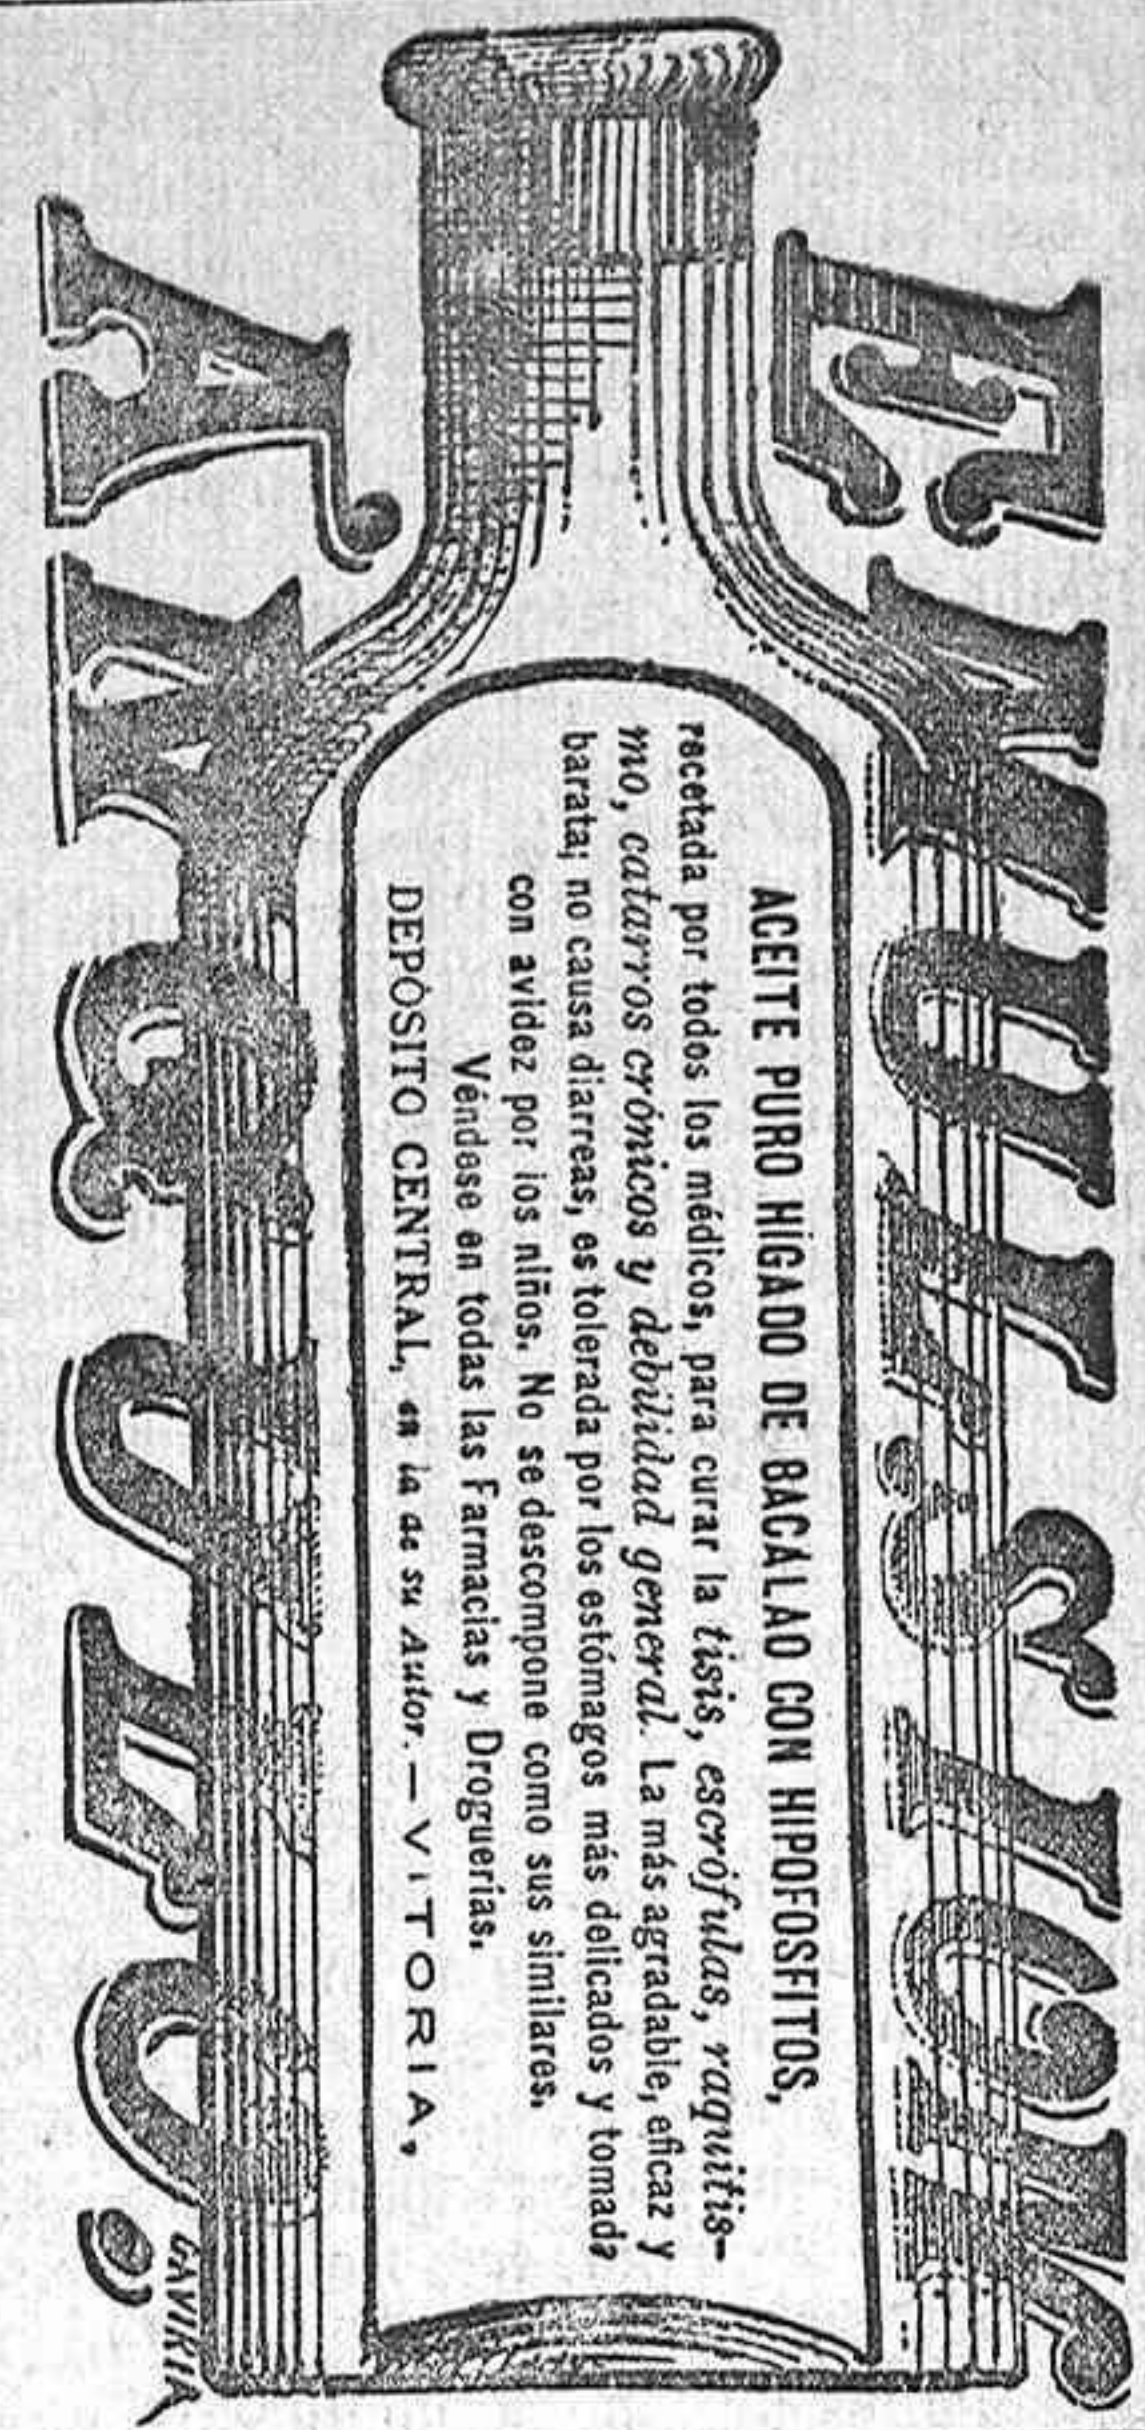 EMULSIÓN
ACEITE PURO HÍGADO DE BACALAO CON HIPOFOSFITOS,
recetada por todos los médicos, para curar la tisis, escrófulas, raquitis-
mo, catarros crónicos y debilidad general. La más agradable, eficaz y
barata; no causa diarreas, es tolerada por los estómagos más delicados y tomada
con avidez por los niños. No se descompone como sus similares.
Véndese en todas las Farmacias y Droguerías.
DEPÓSITO CENTRAL, en la de su Autor.—VITORIA,
GAVIRIA